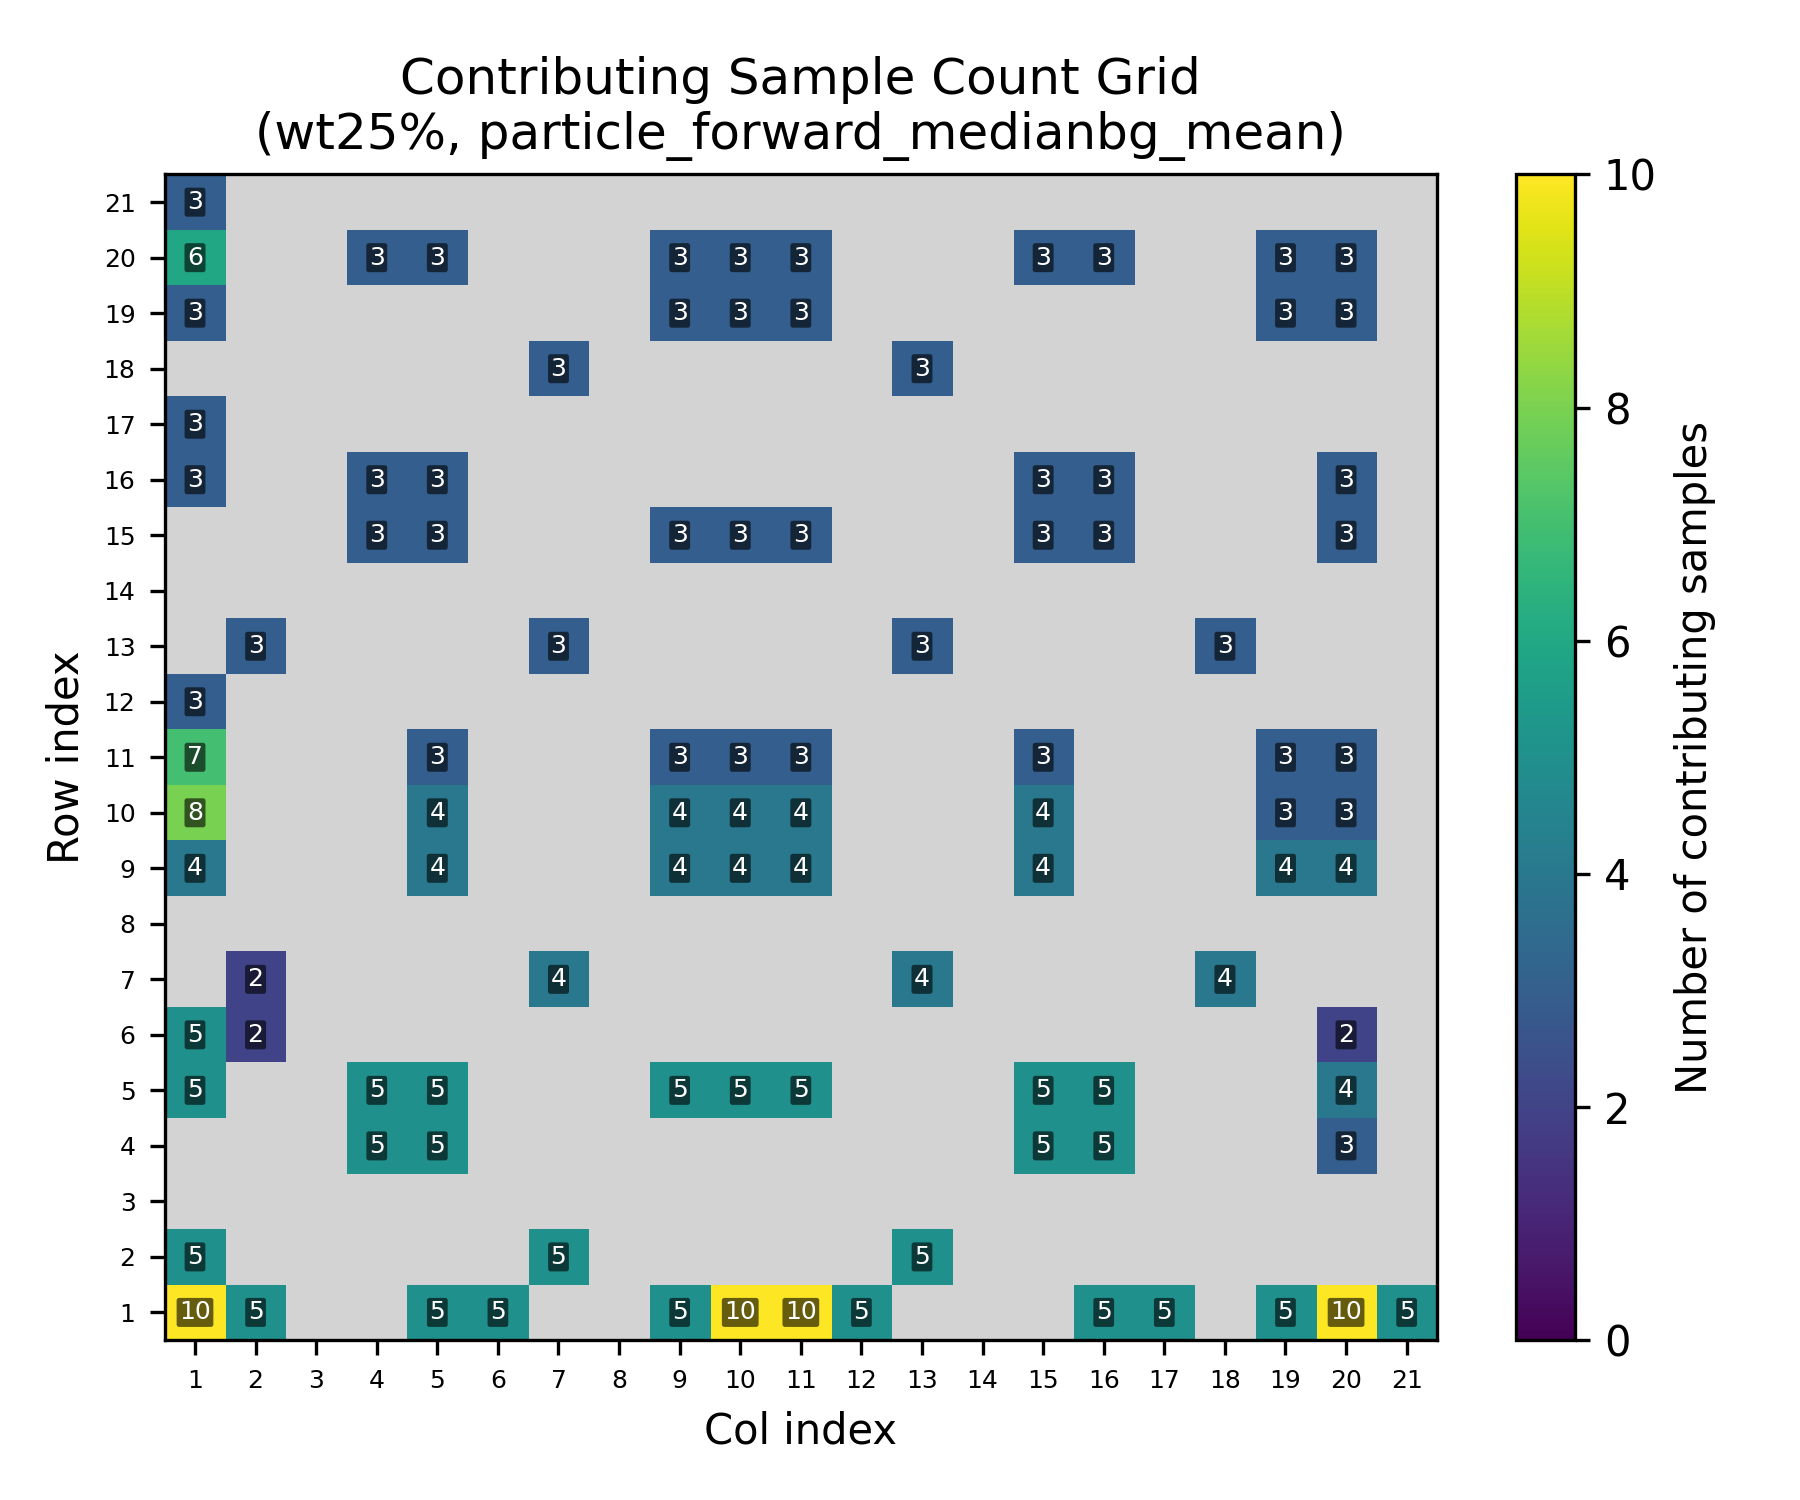 Contributing Sample Count Grid
(wt25%, particle_forward_medianbg_mean)
21 3
20 6 3 3 3 3 3 3 3 3 3
19 3 3 3 3 3 3
18 3 3
17 3
16 3 3 3 3 3 3
15 3 3 3 3 3 3 3 3
14
13 3 3 3 3
12 3
11 7 3 3 3 3 3 3 3
10 8 4 4 4 4 4 3 3
9 4 4 4 4 4 4 4 4
8
7 2 4 4 4
6 5 2 2
5 5 5 5 5 5 5 5 5 4
4 5 5 5 5 3
3
2 5 5 5
1 10 5 5 5 5 10 10 5 5 5 5 10 5
1 2 3 4 5 6 7 8 9 10 11 12 13 14 15 16 17 18 19 20 21
Col index
Row index
10
8
6
4
2
0
Number of contributing samples